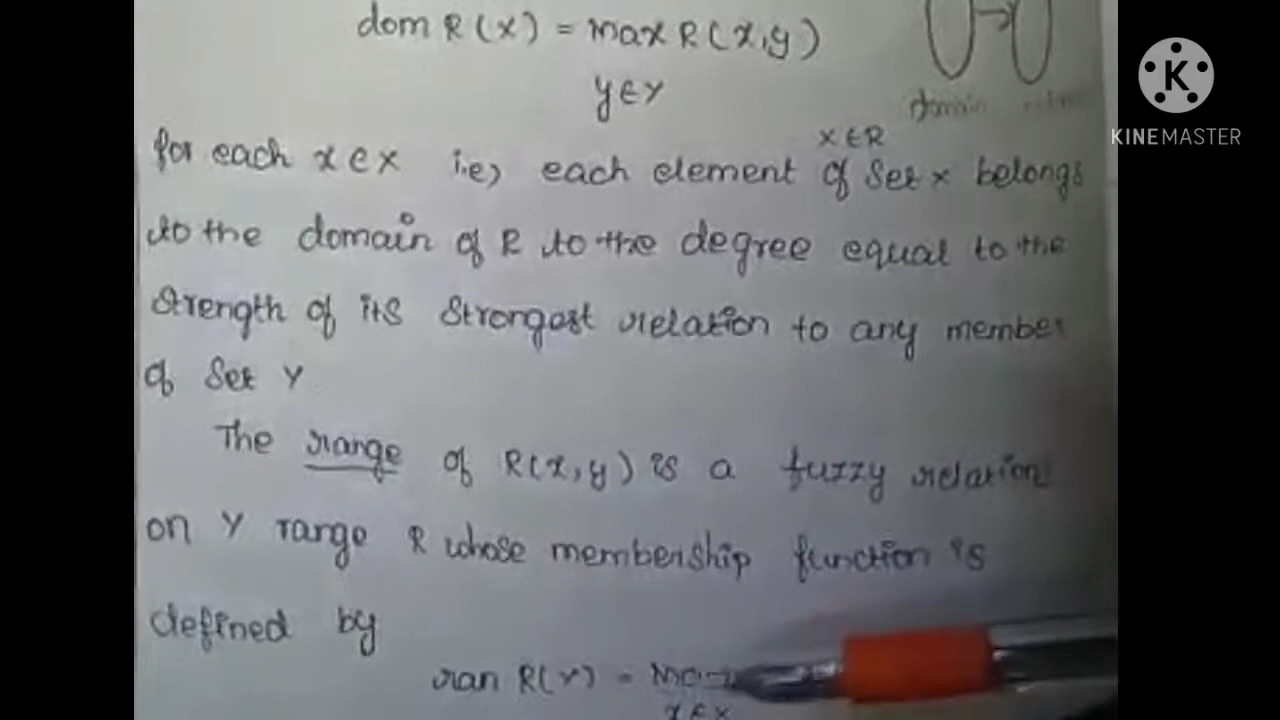 dom R(x) = max R(x,y)
y∈Y
domain
K
KINEMASTER
x∈R
for each x∈X i.e, each element of Set x belongs
to the domain of R to the degree equal to the
Strength of its Strongest relation to any member
of Set Y
The range of R(x,y) is a fuzzy relation
on Y range R whose membership function is
defined by
ran R(Y) = Max
x∈X